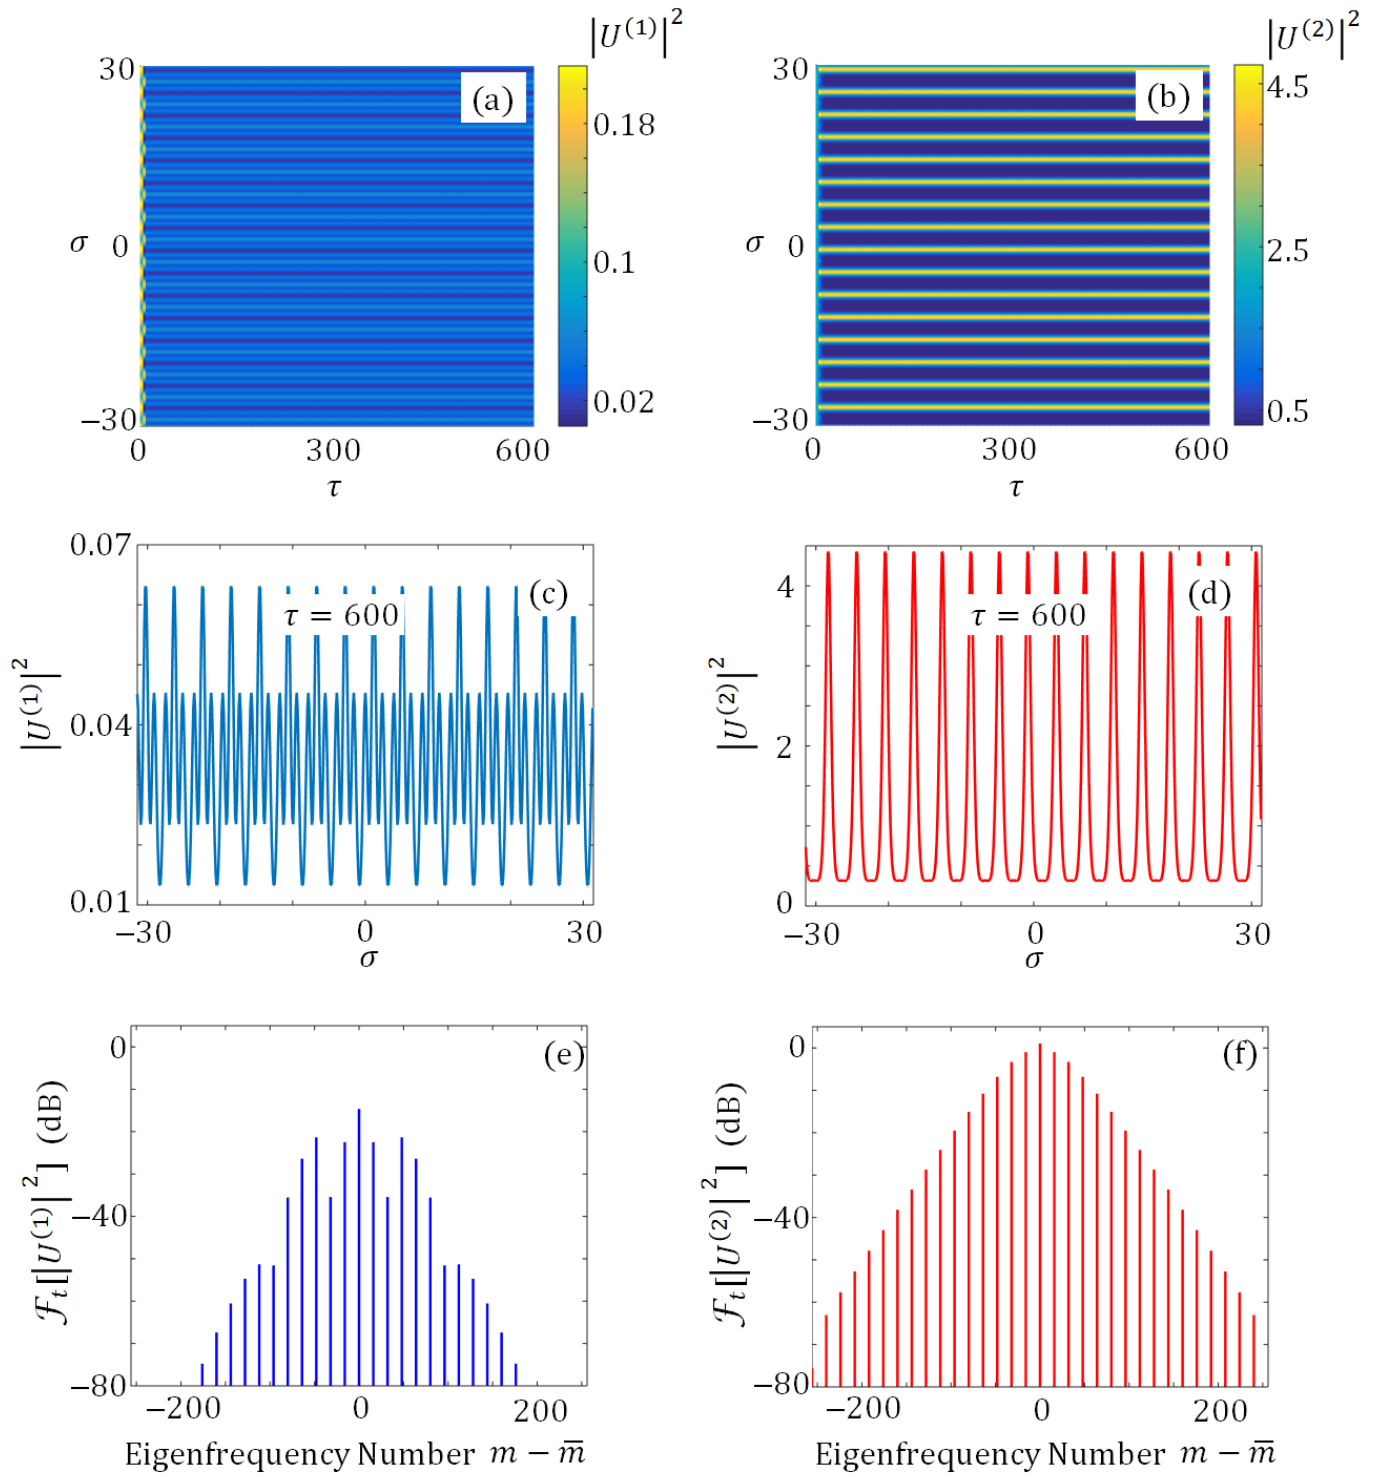 |U⁽¹⁾|²
30
(a)
0.18
σ 0
0.1
0.02
−30
0 300 600
τ
|U⁽²⁾|²
30
(b)
4.5
σ 0
2.5
0.5
−30
0 300 600
τ
0.07
(c)
τ = 600
|U⁽¹⁾|²
0.04
0.01
−30 0 30
σ
(d)
4
τ = 600
|U⁽²⁾|²
2
0
−30 0 30
σ
0
(e)
ℱₜ[|U⁽¹⁾|²] (dB)
−40
−80
−200 0 200
Eigenfrequency Number m − m̅
0
(f)
ℱₜ[|U⁽²⁾|²] (dB)
−40
−80
−200 0 200
Eigenfrequency Number m − m̅